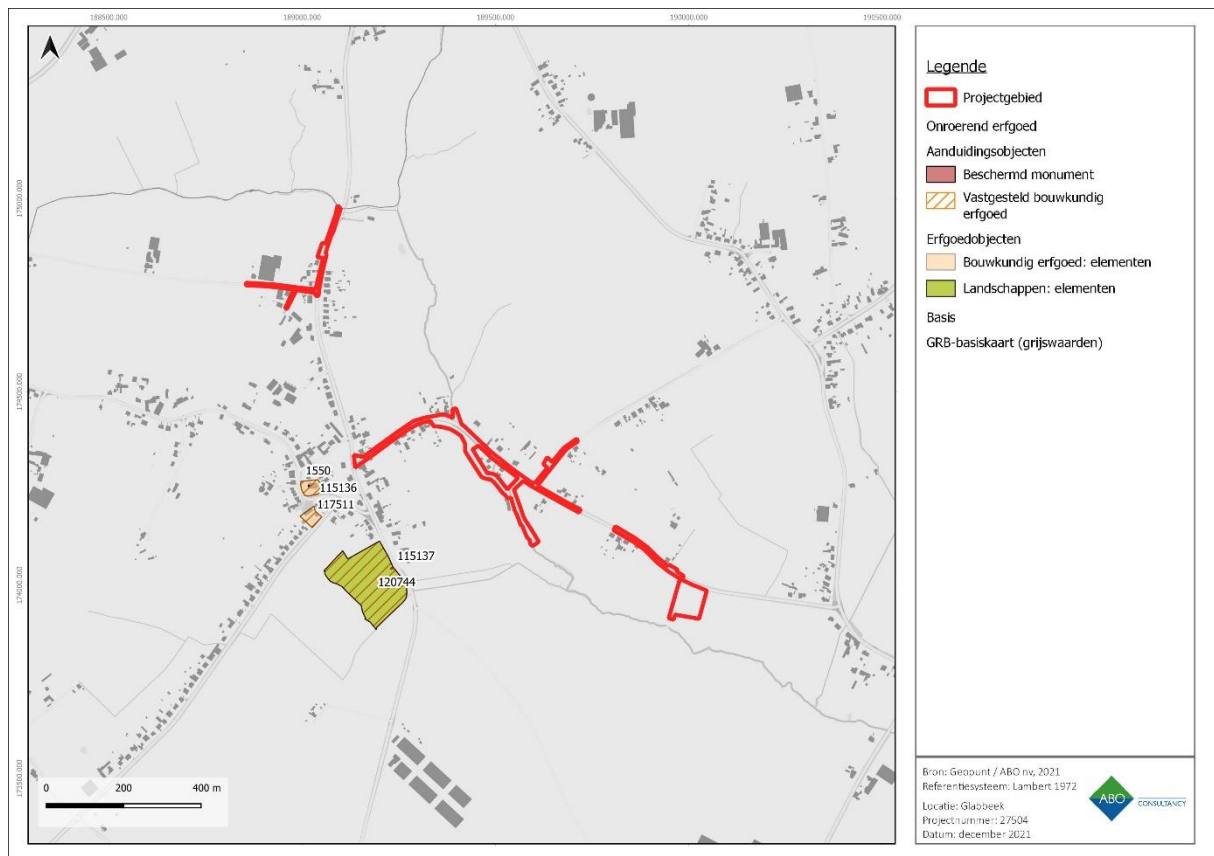 188500.000
189000.000
189500.000
190000.000
190500.000
175000.000
174500.000
174000.000
173500.000
1550
115136
117511
115137
120744
0 200 400 m
Legende
Projectgebied
Onroerend erfgoed
Aanduidingsobjecten
Beschermd monument
Vastgesteld bouwkundig
erfgoed
Erfgoedobjecten
Bouwkundig erfgoed: elementen
Landschappen: elementen
Basis
GRB-basiskaart (grijswaarden)
Bron: Geopunt / ABO nv, 2021
Referentiesysteem: Lambert 1972
Locatie: Glabbeek
Projectnummer: 27504
Datum: december 2021
ABO CONSULTANCY